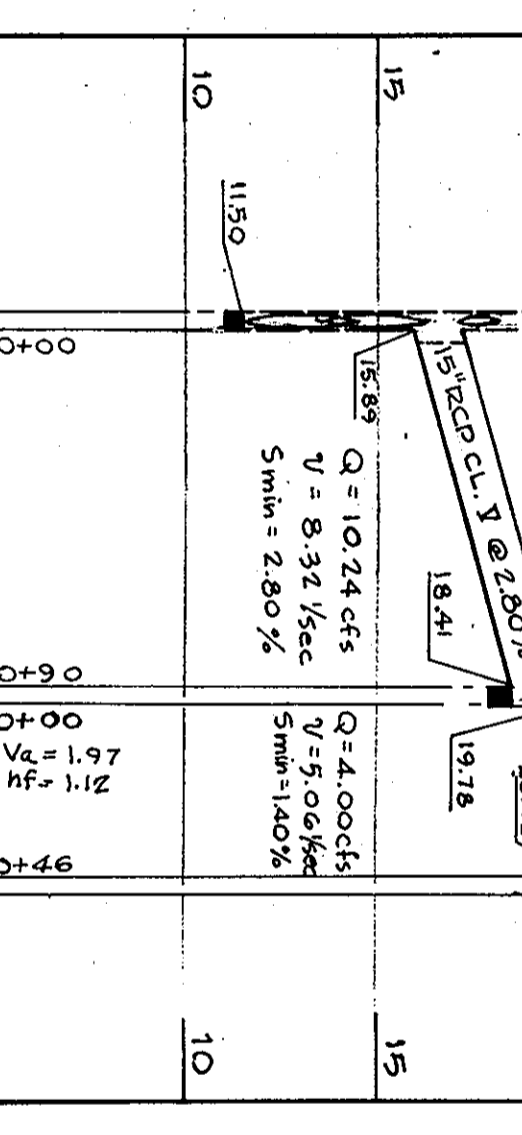 10
15
11.50
0+00
15.89
15" RCP CL. V @ 2.80%
Q = 10.24 cfs
V = 8.32 '/sec
Smin = 2.80 %
18.41
0+90
0+00
Va = 1.97
hf = 1.12
Q = 4.00 cfs
V = 5.06 '/sec
Smin = 1.40%
19.78
0+46
10
15